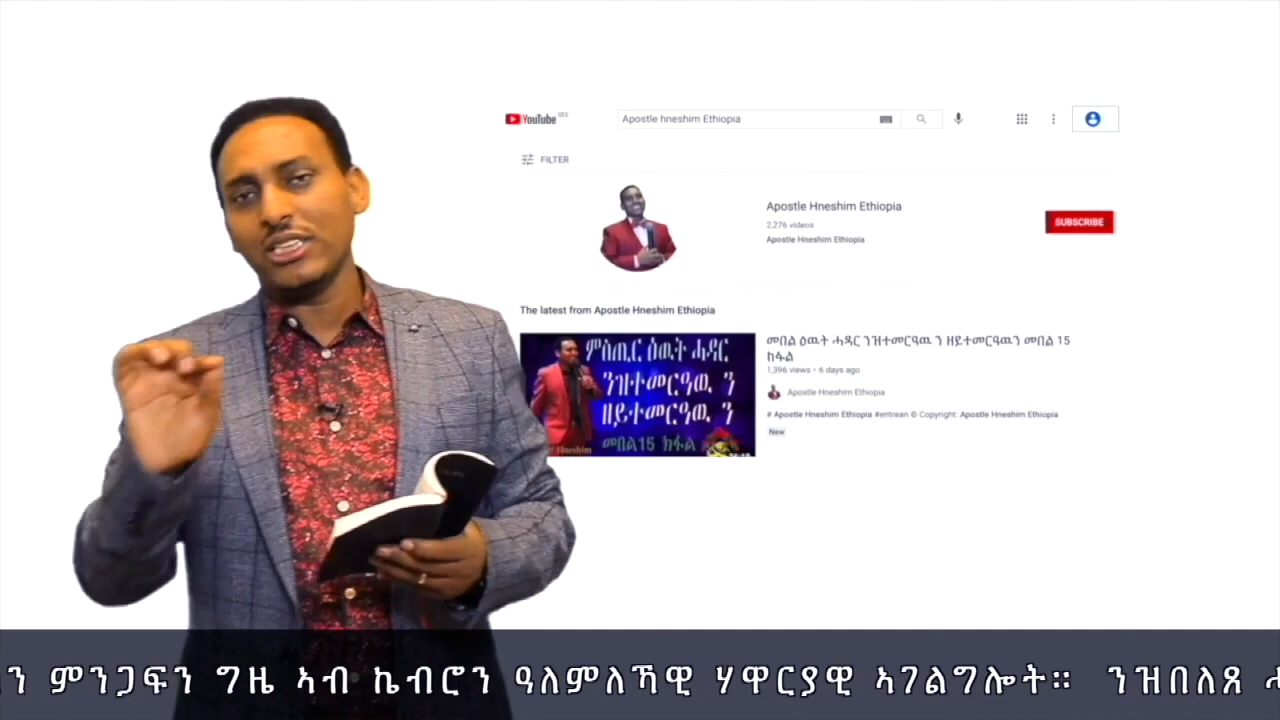 YouTube
Apostle hneshim Ethiopia
FILTER
Apostle Hneshim Ethiopia
2,276 videos
Apostle Hneshim Ethiopia
SUBSCRIBE
The latest from Apostle Hneshim Ethiopia
ምስጢር ዕዉት ሓዳር
ንዝተመርዓዉ ን
ዘይተመርዓዉ ን
መበል15 ክፋል
Hneshim
መበል ዕዉት ሓዳር ንዝተመርዓዉ ን ዘይተመርዓዉን መበል 15
ክፋል
1,396 views • 6 days ago
Apostle Hneshim Ethiopia
# Apostle Hneshim Ethiopia #eritrean © Copyright: Apostle Hneshim Ethiopia
New
ን ምንጋፍን ግዜ ኣብ ኬብሮን ዓለምለኻዊ ሃዋርያዊ ኣገልግሎት። ንዝበለጸ